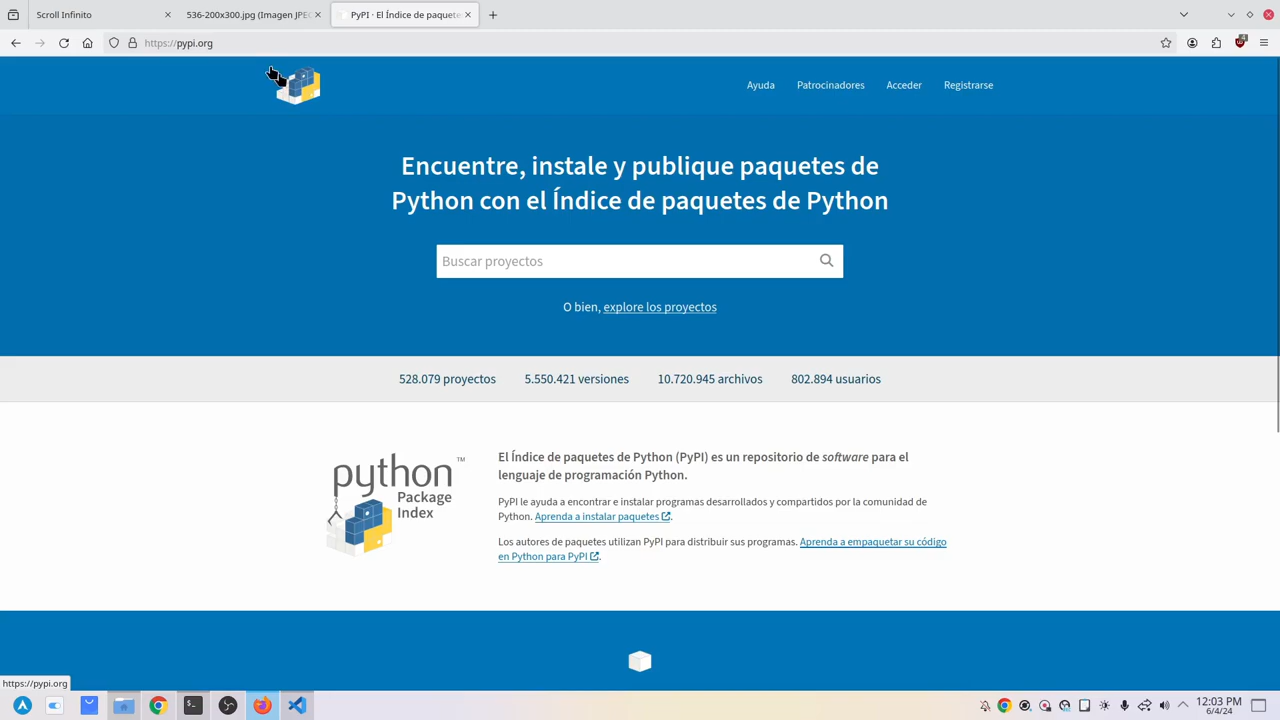 Scroll Infinito
536-200x300.jpg (Imagen JPEG
PyPI · El Índice de paquete
https://pypi.org
Ayuda Patrocinadores Acceder Registrarse
Encuentre, instale y publique paquetes de
Python con el Índice de paquetes de Python
Buscar proyectos
O bien, explore los proyectos
528.079 proyectos 5.550.421 versiones 10.720.945 archivos 802.894 usuarios
python™
Package
Index
El Índice de paquetes de Python (PyPI) es un repositorio de software para el
lenguaje de programación Python.
PyPI le ayuda a encontrar e instalar programas desarrollados y compartidos por la comunidad de
Python. Aprenda a instalar paquetes.
Los autores de paquetes utilizan PyPI para distribuir sus programas. Aprenda a empaquetar su código
en Python para PyPI.
https://pypi.org
12:03 PM
6/4/24